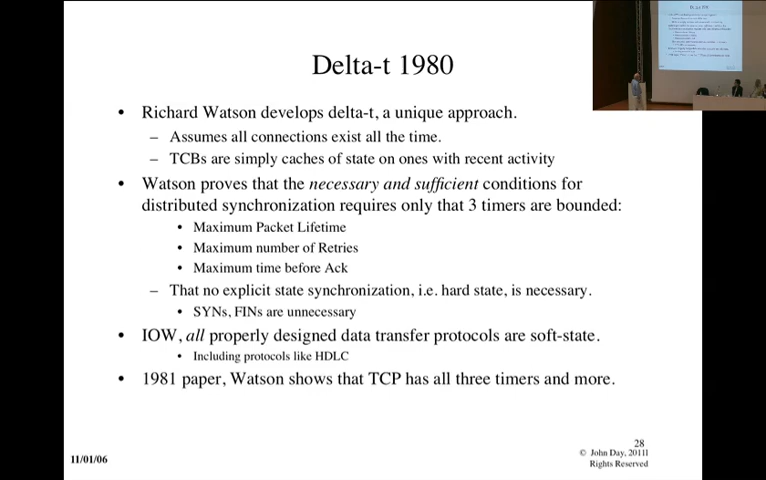 Delta-t 1980
• Richard Watson develops delta-t, a unique approach.
– Assumes all connections exist all the time.
– TCBs are simply caches of state on ones with recent activity
• Watson proves that the necessary and sufficient conditions for
distributed synchronization requires only that 3 timers are bounded:
• Maximum Packet Lifetime
• Maximum number of Retries
• Maximum time before Ack
– That no explicit state synchronization, i.e. hard state, is necessary.
• SYNs, FINs are unnecessary
• IOW, all properly designed data transfer protocols are soft-state.
• Including protocols like HDLC
• 1981 paper, Watson shows that TCP has all three timers and more.
11/01/06
28
© John Day, 2011I
Rights Reserved